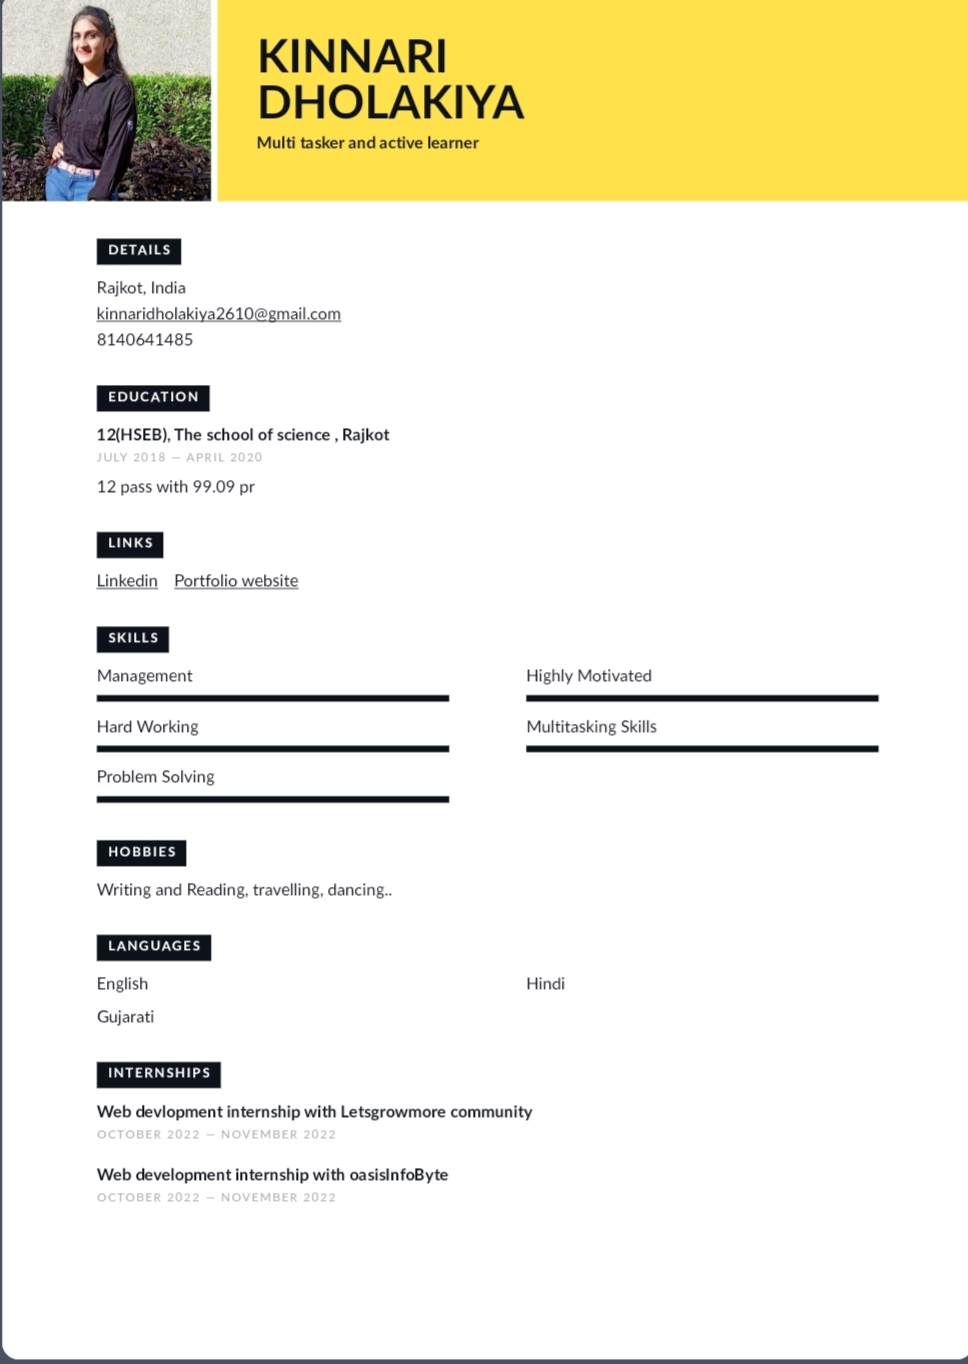 KINNARI
DHOLAKIYA
Multi tasker and active learner
DETAILS
Rajkot, India
kinnaridholakiya2610@gmail.com
8140641485
EDUCATION
12(HSEB), The school of science , Rajkot
JULY 2018 — APRIL 2020
12 pass with 99.09 pr
LINKS
Linkedin Portfolio website
SKILLS
Management
Highly Motivated
Hard Working
Multitasking Skills
Problem Solving
HOBBIES
Writing and Reading, travelling, dancing..
LANGUAGES
English
Hindi
Gujarati
INTERNSHIPS
Web devlopment internship with Letsgrowmore community
OCTOBER 2022 — NOVEMBER 2022
Web development internship with oasisInfoByte
OCTOBER 2022 — NOVEMBER 2022